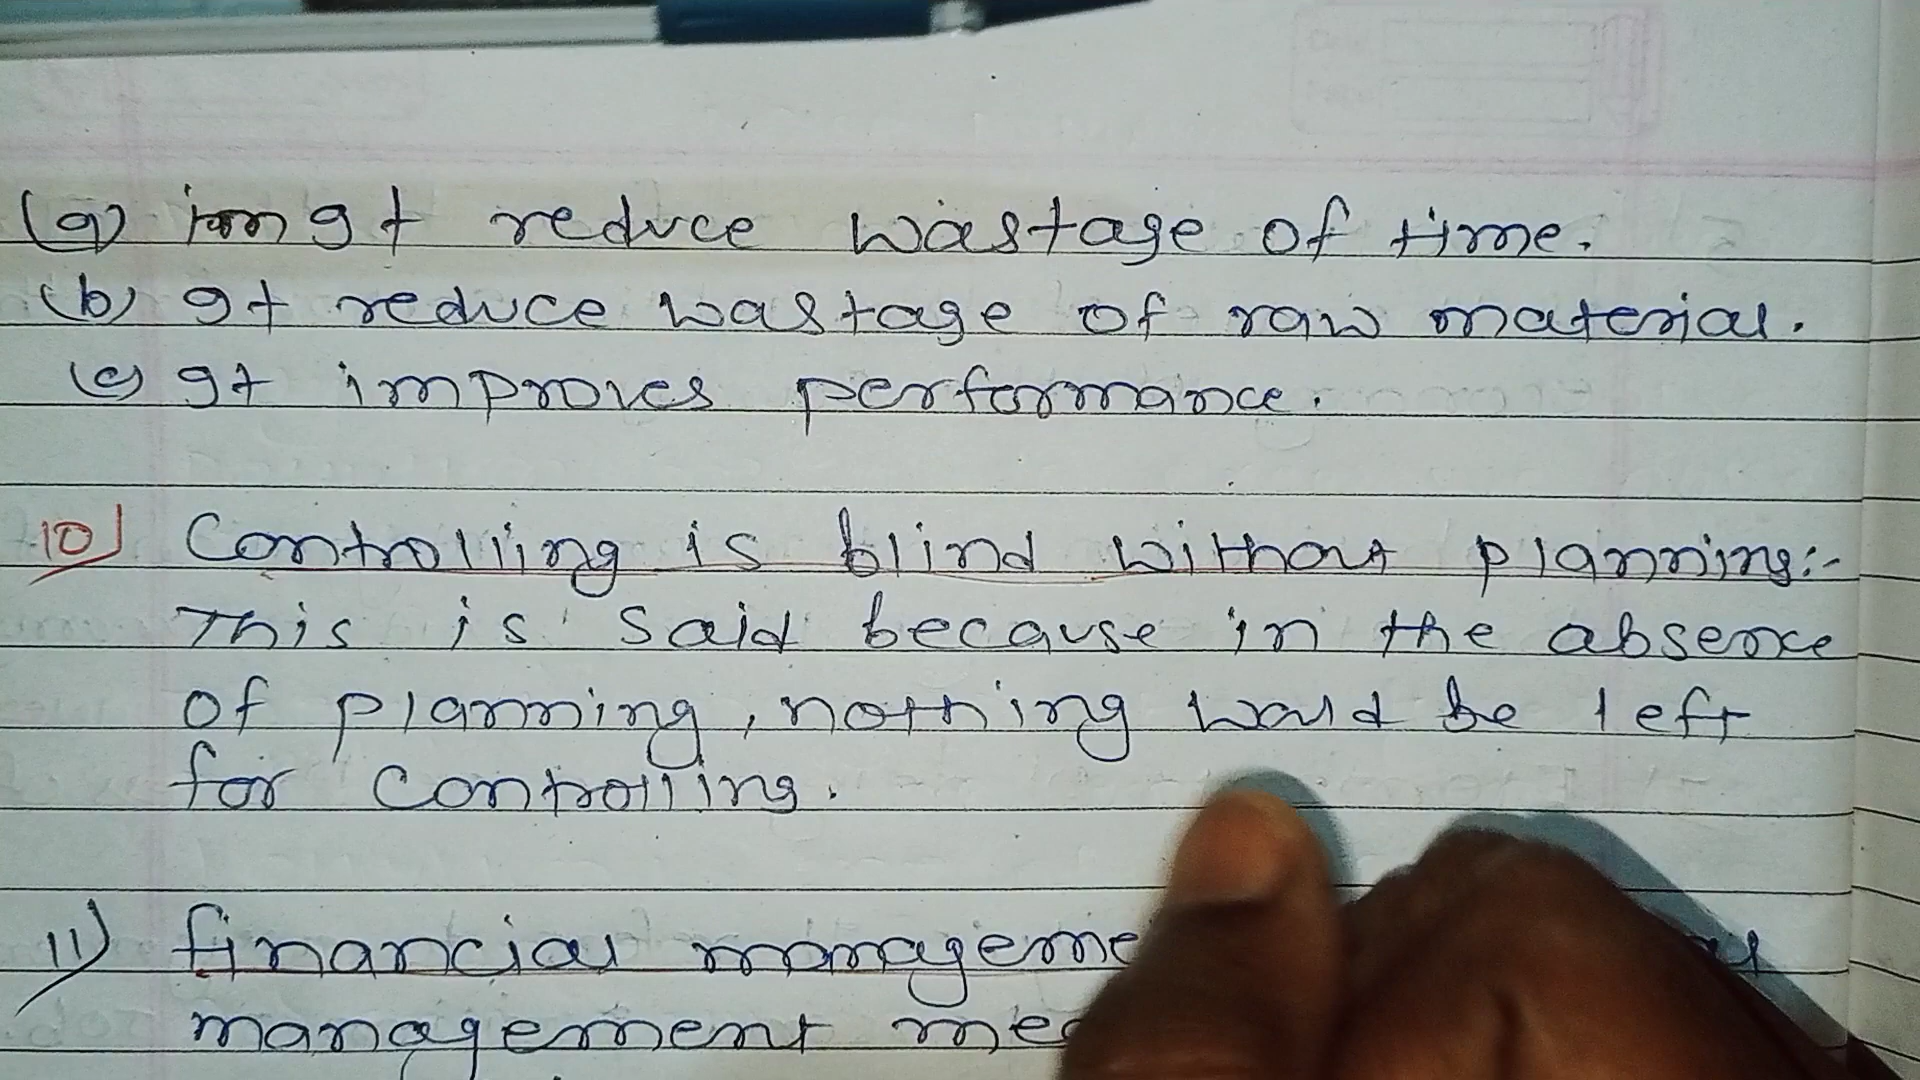 (a) It reduce wastage of time.
(b) It reduce wastage of raw material.
(c) It improves performance.
10) Controlling is blind without planning:-
This is said because in the absence
of planning, nothing would be left
for controlling.
11) financial
management